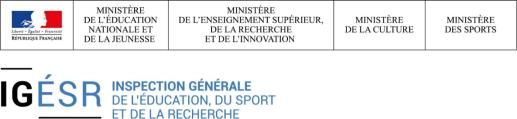 MINISTÈRE
DE L'ÉDUCATION
NATIONALE ET
DE LA JEUNESSE
MINISTÈRE
DE L'ENSEIGNEMENT SUPÉRIEUR,
DE LA RECHERCHE
ET DE L'INNOVATION
MINISTÈRE
DE LA CULTURE
MINISTÈRE
DES SPORTS
Liberté • Égalité • Fraternité
RÉPUBLIQUE FRANÇAISE
IGÉSR
INSPECTION GÉNÉRALE
DE L'ÉDUCATION, DU SPORT
ET DE LA RECHERCHE